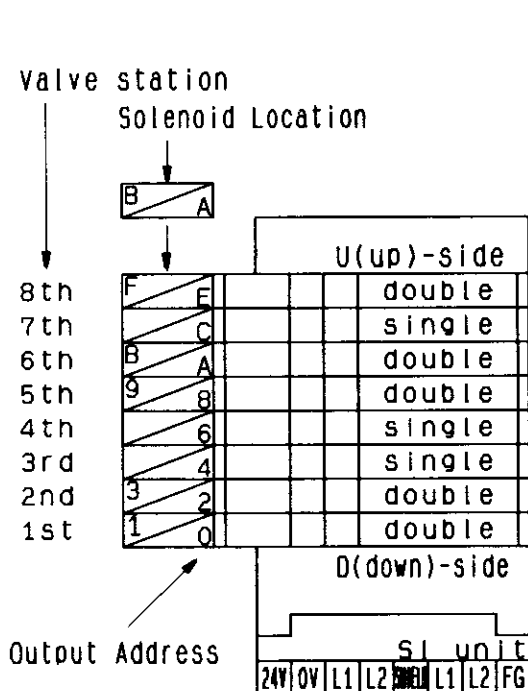 Valve station
Solenoid Location
B A
U(up)-side
8th F E double
7th C single
6th B A double
5th 9 8 double
4th 6 single
3rd 4 single
2nd 3 2 double
1st 1 0 double
D(down)-side
Output Address
SI unit
24V 0V L1 L2 L1 L2 FG